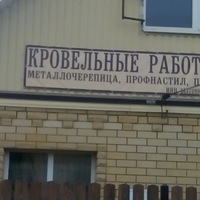 КРОВЕЛЬНЫЕ РАБОТ
МЕТАЛЛОЧЕРЕПИЦА, ПРОФНАСТИЛ, П